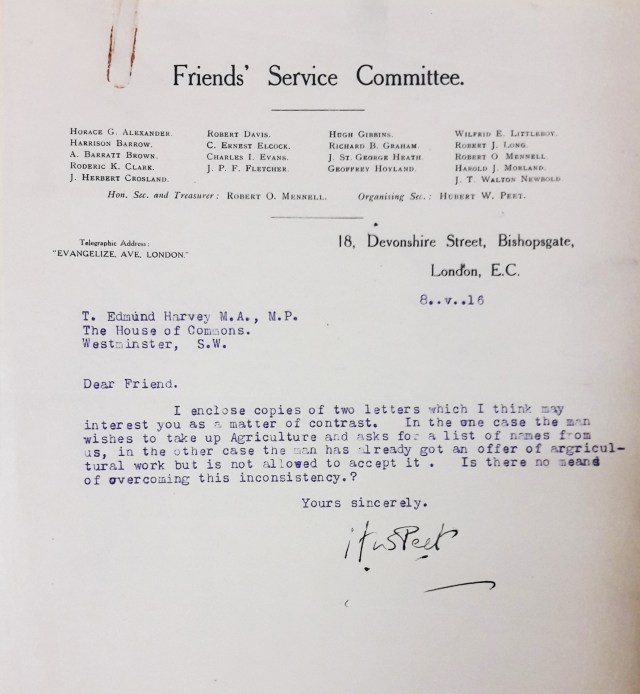 Friends' Service Committee.
Horace G. Alexander.
Harrison Barrow.
A. Barratt Brown.
Roderic K. Clark.
J. Herbert Crosland.
Robert Davis.
C. Ernest Elcock.
Charles I. Evans.
J. P. F. Fletcher.
Hugh Gibbins.
Richard B. Graham.
J. St. George Heath.
Geoffrey Hoyland.
Wilfrid E. Littleboy.
Robert J. Long.
Robert O. Mennell.
Harold J. Morland.
J. T. Walton Newbold.
Hon. Sec. and Treasurer: Robert O. Mennell. Organising Sec.: Hubert W. Peet.
Telegraphic Address:
"EVANGELIZE, AVE, LONDON."
18, Devonshire Street, Bishopsgate,
London, E.C.
8..v..16
T. Edmund Harvey M.A., M.P.
The House of Commons.
Westminster, S.W.
Dear Friend.
I enclose copies of two letters which I think may
interest you as a matter of contrast. In the one case the man
wishes to take up Agriculture and asks for a list of names from
us, in the other case the man has already got an offer of argricul-
tural work but is not allowed to accept it . Is there no meand
of overcoming this inconsistency.?
Yours sincerely.
HWPeet